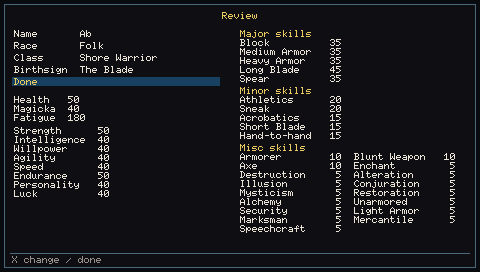 Review
Name Ab
Race Folk
Class Shore Warrior
Birthsign The Blade
Done
Health 50
Magicka 40
Fatigue 180
Strength 50
Intelligence 40
Willpower 40
Agility 50
Speed 40
Endurance 50
Personality 40
Luck 40
Major skills
Block 35
Medium Armor 35
Heavy Armor 35
Long Blade 45
Spear 35
Minor skills
Athletics 20
Sneak 20
Acrobatics 15
Short Blade 15
Hand-to-hand 15
Misc skills
Armorer 10 Blunt Weapon 10
Axe 10 Enchant 5
Destruction 5 Alteration 5
Illusion 5 Conjuration 5
Mysticism 5 Restoration 5
Alchemy 5 Unarmored 5
Security 5 Light Armor 5
Marksman 5 Mercantile 5
Speechcraft 5
X change / done